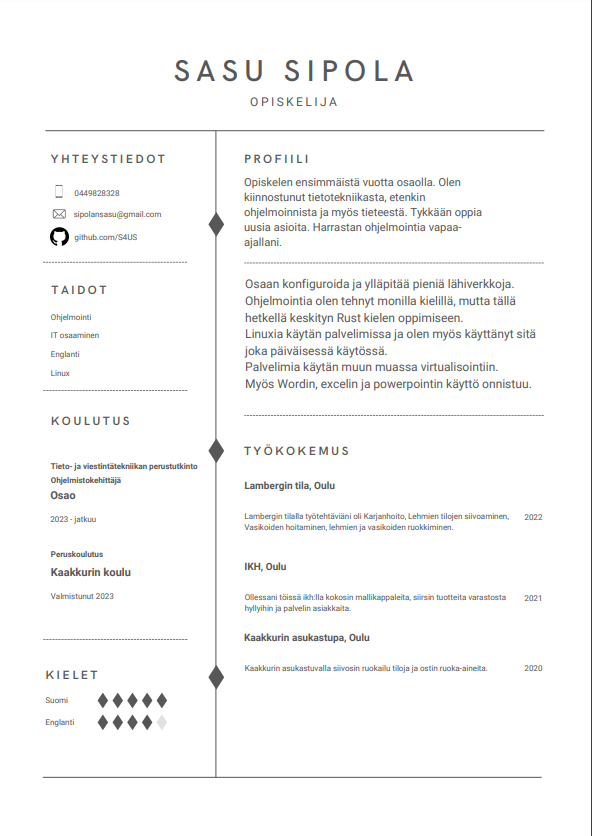 SASU SIPOLA
OPISKELIJA
YHTEYSTIEDOT
0449828328
sipolansasu@gmail.com
github.com/S4US
TAIDOT
Ohjelmointi
IT osaaminen
Englanti
Linux
KOULUTUS
Tieto- ja viestintätekniikan perustutkinto
Ohjelmistokehittäjä
Osao
2023 - jatkuu
Peruskoulutus
Kaakkurin koulu
Valmistunut 2023
KIELET
Suomi
Englanti
PROFIILI
Opiskelen ensimmäistä vuotta osaolla. Olen
kiinnostunut tietotekniikasta, etenkin
ohjelmoinnista ja myös tieteestä. Tykkään oppia
uusia asioita. Harrastan ohjelmointia vapaa-
ajallani.
Osaan konfiguroida ja ylläpitää pieniä lähiverkkoja.
Ohjelmointia olen tehnyt monilla kielillä, mutta tällä
hetkellä keskityn Rust kielen oppimiseen.
Linuxia käytän palvelimissa ja olen myös käyttänyt sitä
joka päiväisessä käytössä.
Palvelimia käytän muun muassa virtualisointiin.
Myös Wordin, excelin ja powerpointin käyttö onnistuu.
TYÖKOKEMUS
Lambergin tila, Oulu
Lambergin tilalla työtehtäviäni oli Karjanhoito, Lehmien tilojen siivoaminen, 2022
Vasikoiden hoitaminen, lehmien ja vasikoiden ruokkiminen.
IKH, Oulu
Ollessani töissä ikh:lla kokosin mallikappaleita, siirsin tuotteita varastosta 2021
hyllyihin ja palvelin asiakkaita.
Kaakkurin asukastupa, Oulu
Kaakkurin asukastuvalla siivosin ruokailu tiloja ja ostin ruoka-aineita. 2020